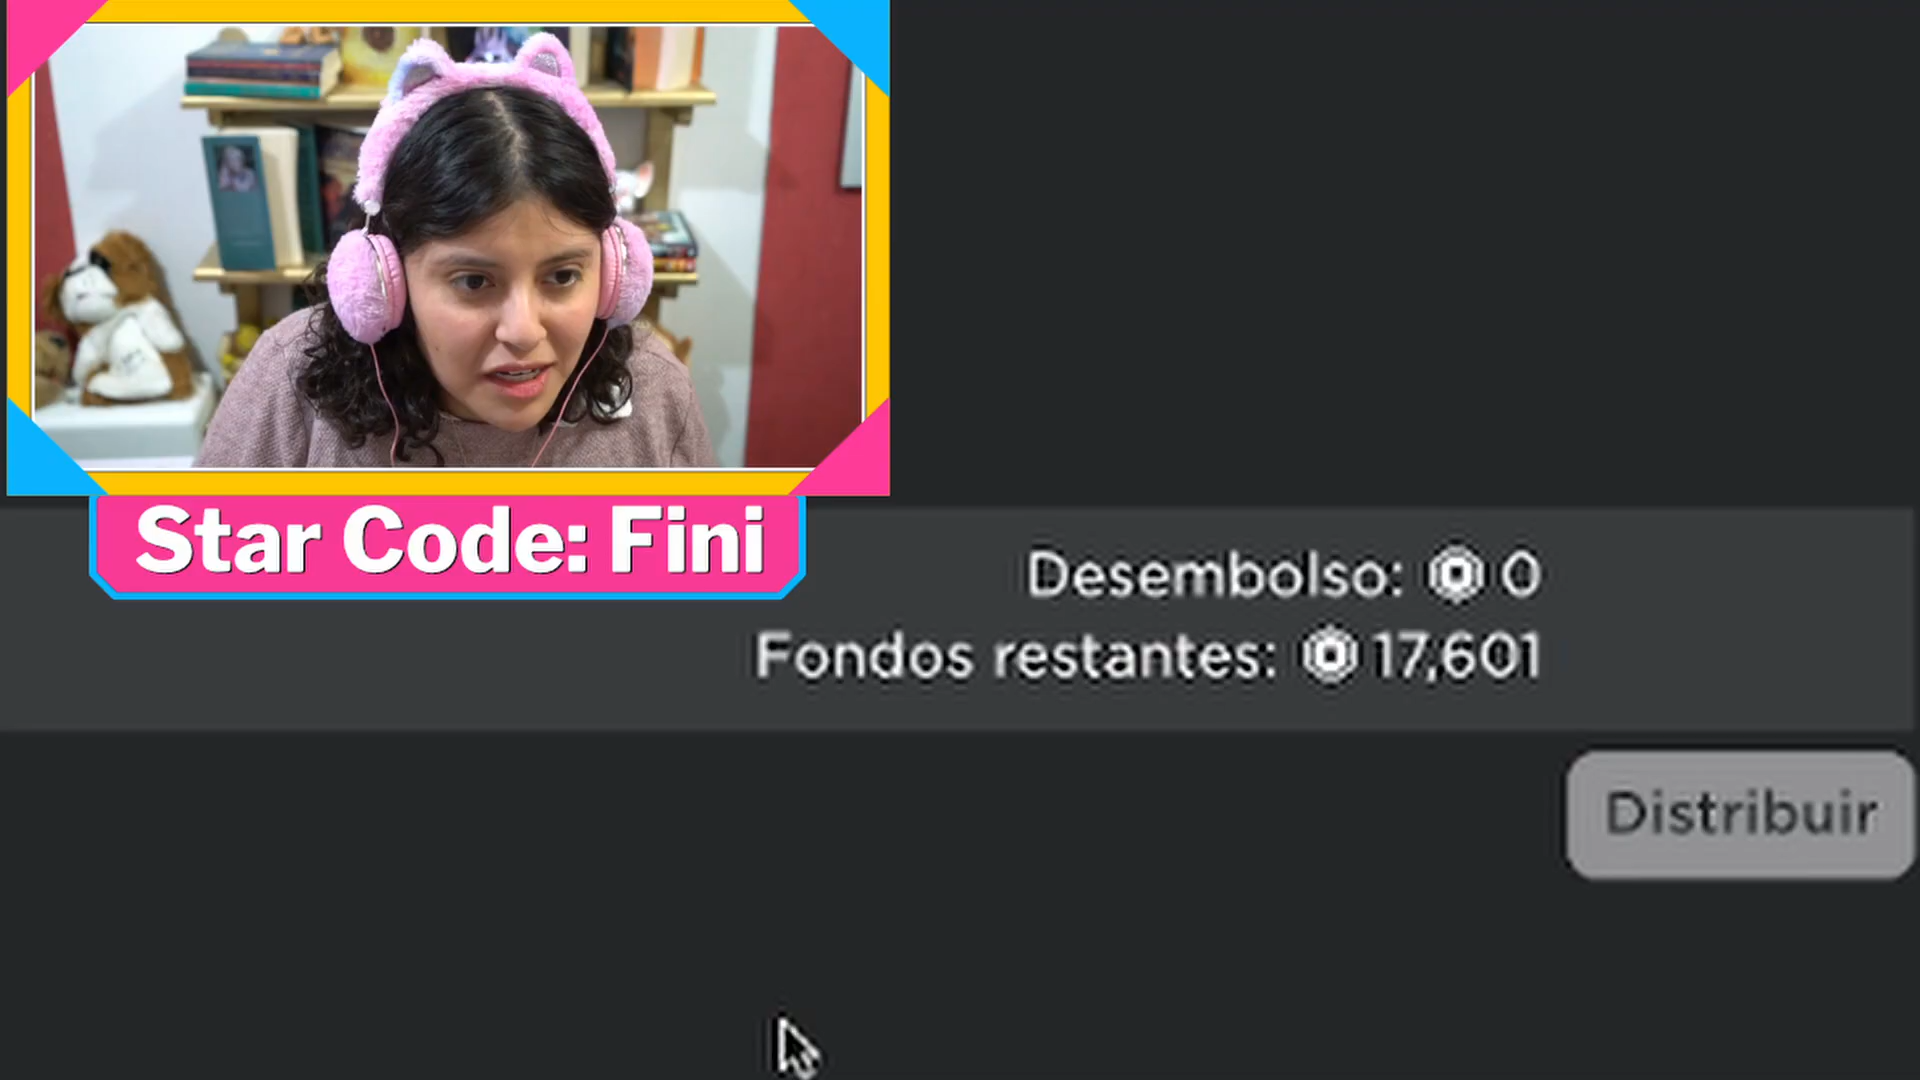 Star Code: Fini
Desembolso: 0
Fondos restantes: 17,601
Distribuir